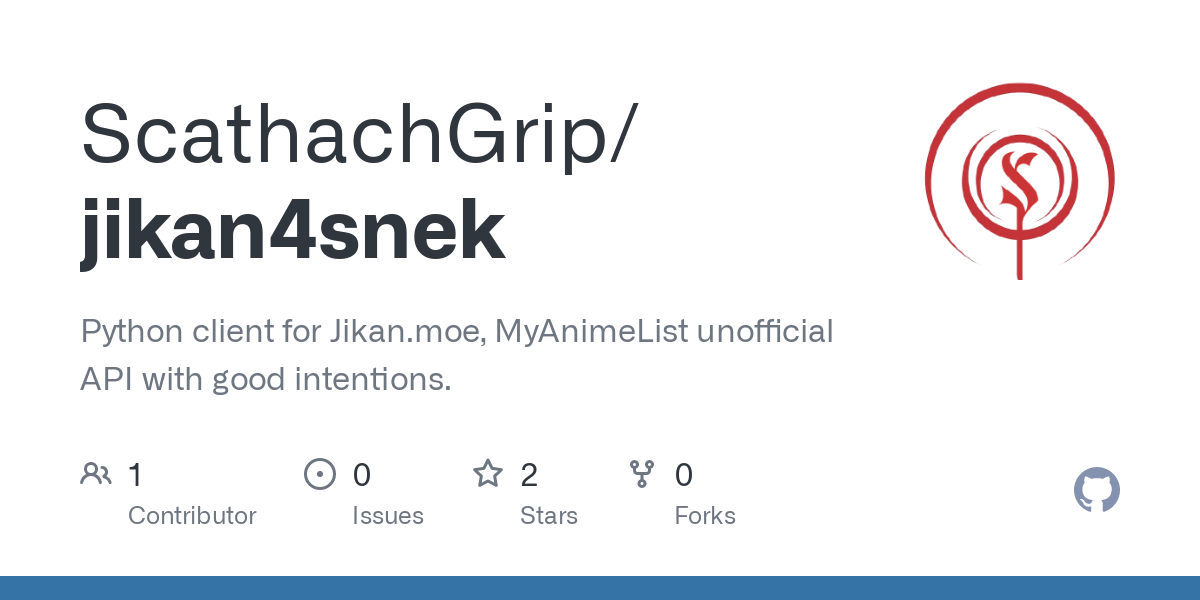 ScathachGrip/
jikan4snek
Python client for Jikan.moe, MyAnimeList unofficial
API with good intentions.
1 0 2 0
Contributor Issues Stars Forks